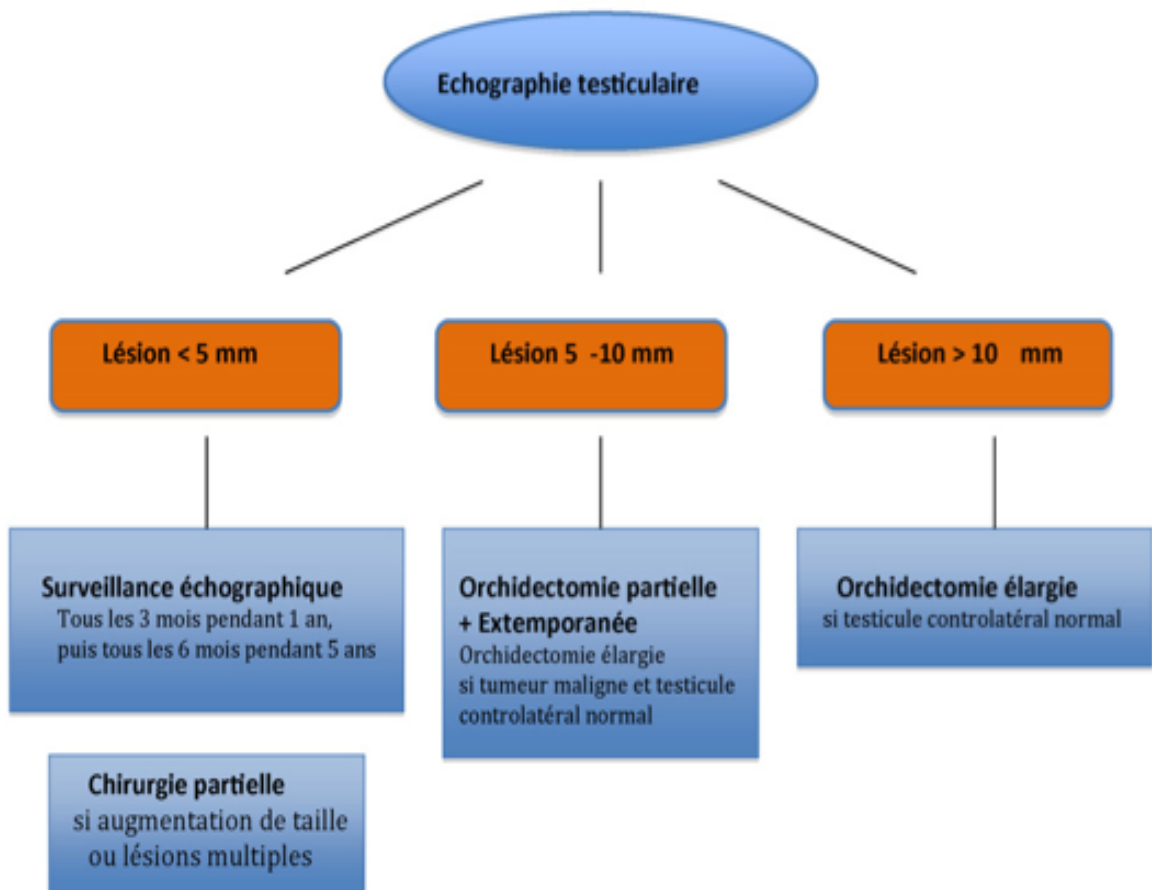 Echographie testiculaire
Lésion < 5 mm
Lésion 5 -10 mm
Lésion > 10 mm
Surveillance échographique
Tous les 3 mois pendant 1 an,
puis tous les 6 mois pendant 5 ans
Chirurgie partielle
si augmentation de taille
ou lésions multiples
Orchidectomie partielle
+ Extemporanée
Orchidectomie élargie
si tumeur maligne et testicule
controlatéral normal
Orchidectomie élargie
si testicule controlatéral normal